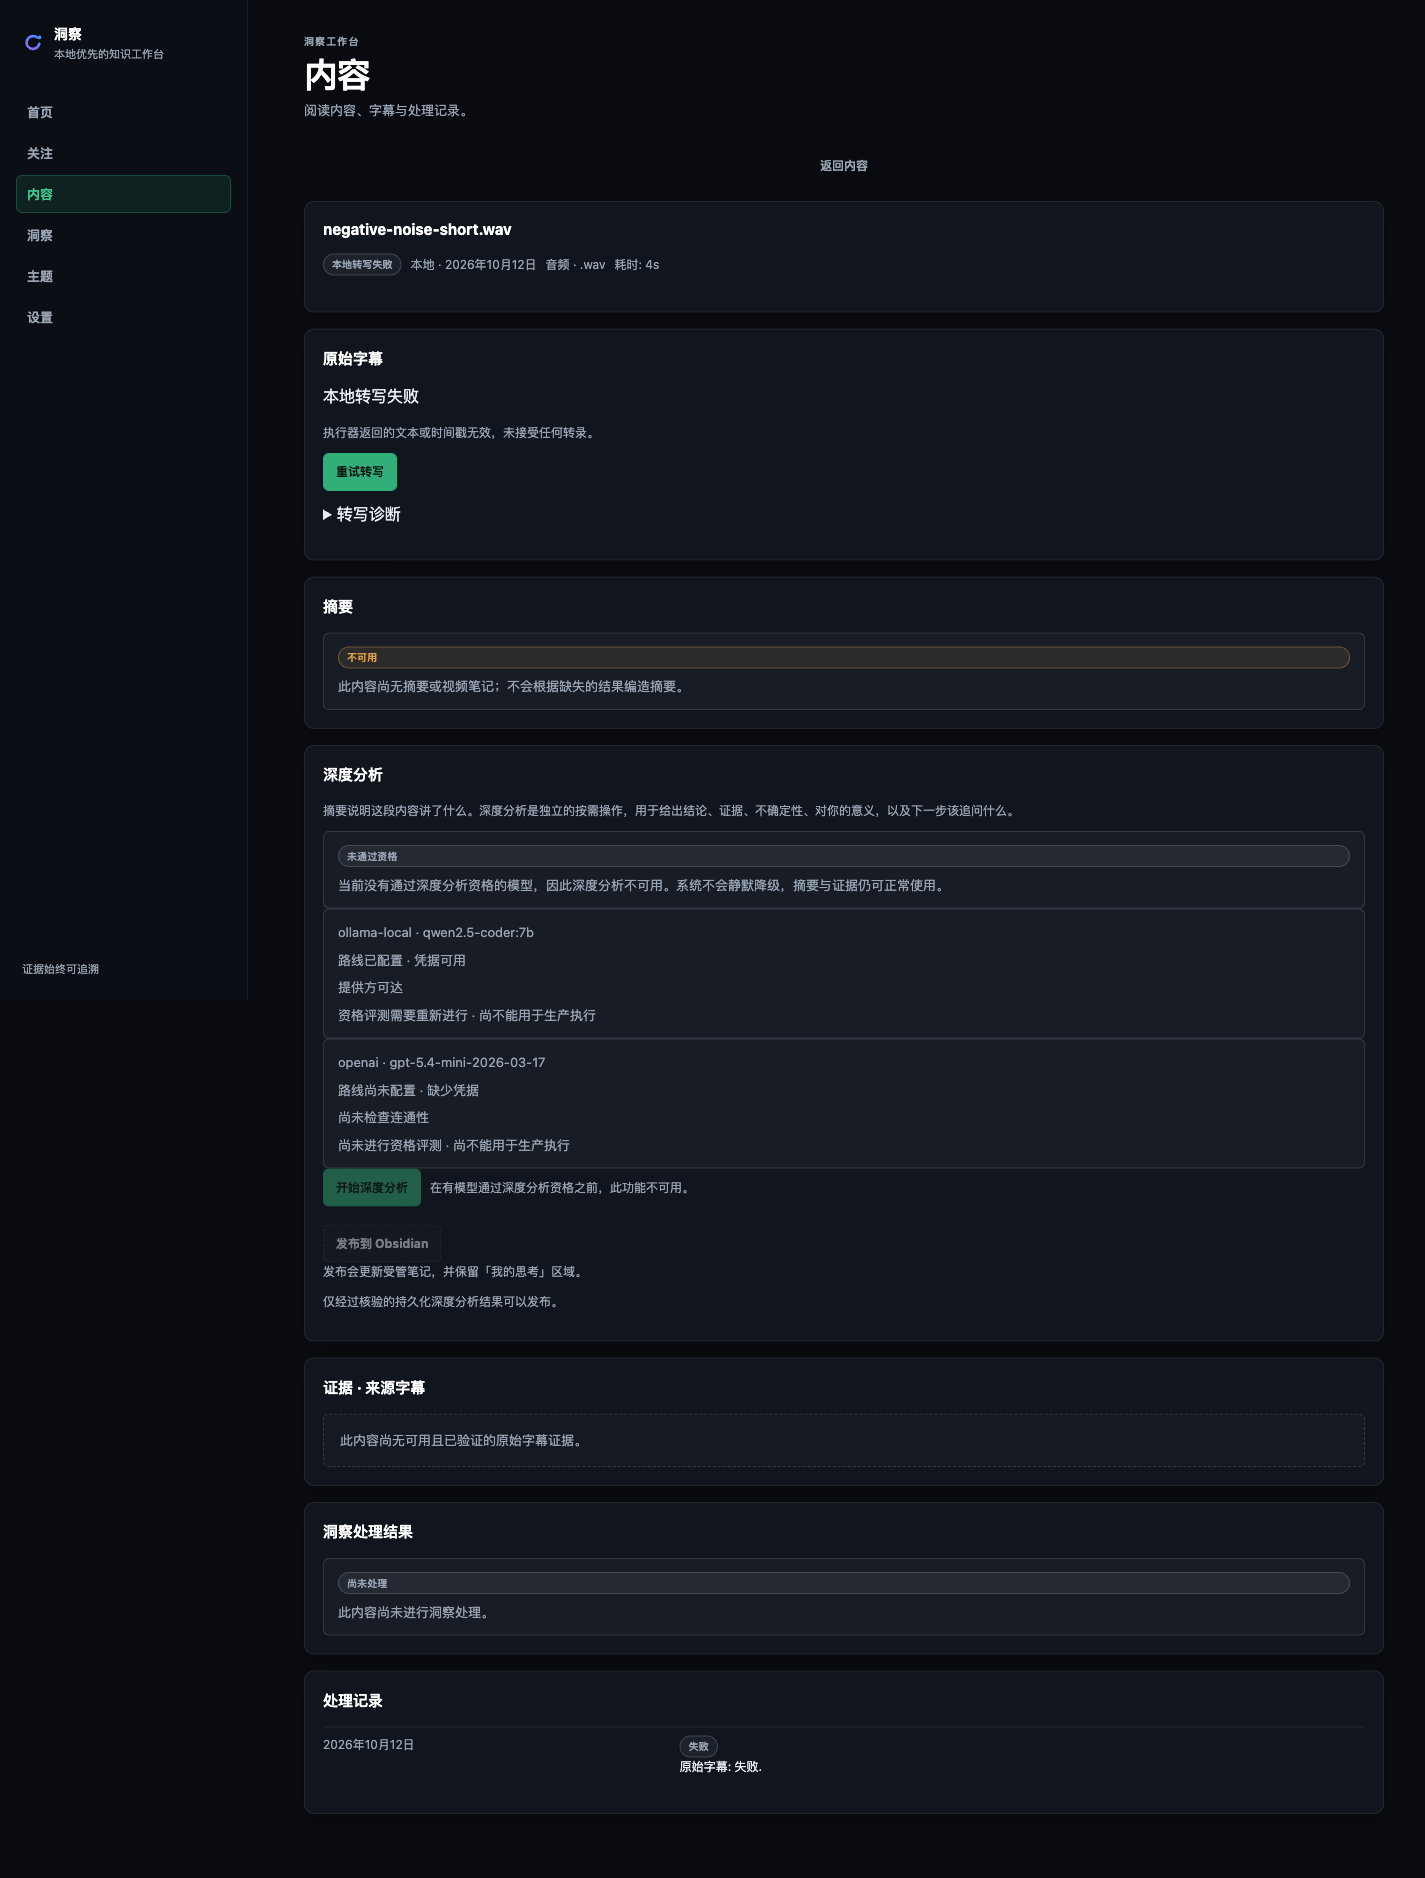 洞察
本地优先的知识工作台
首页
关注
内容
洞察
主题
设置
证据始终可追溯
洞察工作台
内容
阅读内容、字幕与处理记录。
返回内容
negative-noise-short.wav
本地转写失败 本地 · 2026年10月12日 音频 · .wav 耗时: 4s
原始字幕
本地转写失败
执行器返回的文本或时间戳无效，未接受任何转录。
重试转写
▶ 转写诊断
摘要
不可用
此内容尚无摘要或视频笔记；不会根据缺失的结果编造摘要。
深度分析
摘要说明这段内容讲了什么。深度分析是独立的按需操作，用于给出结论、证据、不确定性、对你的意义，以及下一步该追问什么。
未通过资格
当前没有通过深度分析资格的模型，因此深度分析不可用。系统不会静默降级，摘要与证据仍可正常使用。
ollama-local · qwen2.5-coder:7b
路线已配置 · 凭据可用
提供方可达
资格评测需要重新进行 · 尚不能用于生产执行
openai · gpt-5.4-mini-2026-03-17
路线尚未配置 · 缺少凭据
尚未检查连通性
尚未进行资格评测 · 尚不能用于生产执行
开始深度分析 在有模型通过深度分析资格之前，此功能不可用。
发布到 Obsidian
发布会更新受管笔记，并保留「我的思考」区域。
仅经过核验的持久化深度分析结果可以发布。
证据 · 来源字幕
此内容尚无可用且已验证的原始字幕证据。
洞察处理结果
尚未处理
此内容尚未进行洞察处理。
处理记录
2026年10月12日 失败
原始字幕: 失败.